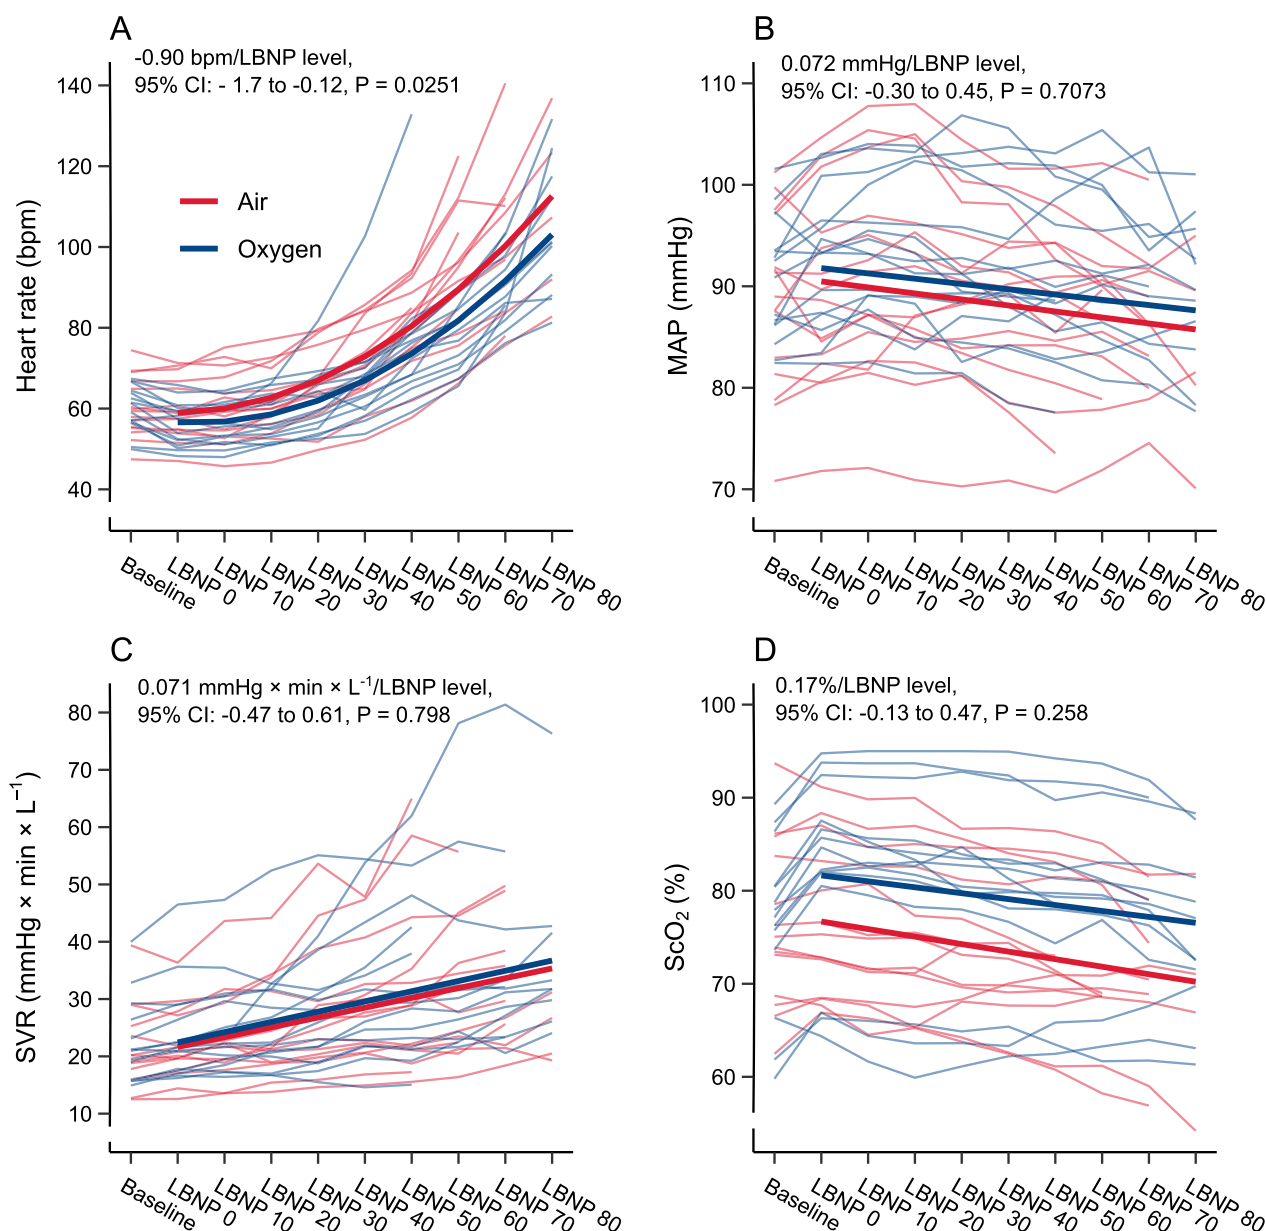 A
-0.90 bpm/LBNP level,
95% CI: - 1.7 to -0.12, P = 0.0251
Heart rate (bpm)
140
120
100
80
60
40
Air
Oxygen
Baseline
LBNP 0
LBNP 10
LBNP 20
LBNP 30
LBNP 40
LBNP 50
LBNP 60
LBNP 70
LBNP 80
B
0.072 mmHg/LBNP level,
95% CI: -0.30 to 0.45, P = 0.7073
MAP (mmHg)
110
100
90
80
70
Baseline
LBNP 0
LBNP 10
LBNP 20
LBNP 30
LBNP 40
LBNP 50
LBNP 60
LBNP 70
LBNP 80
C
0.071 mmHg × min × L⁻¹/LBNP level,
95% CI: -0.47 to 0.61, P = 0.798
SVR (mmHg × min × L⁻¹)
80
70
60
50
40
30
20
10
Baseline
LBNP 0
LBNP 10
LBNP 20
LBNP 30
LBNP 40
LBNP 50
LBNP 60
LBNP 70
LBNP 80
D
0.17%/LBNP level,
95% CI: -0.13 to 0.47, P = 0.258
ScO₂ (%)
100
90
80
70
60
Baseline
LBNP 0
LBNP 10
LBNP 20
LBNP 30
LBNP 40
LBNP 50
LBNP 60
LBNP 70
LBNP 80